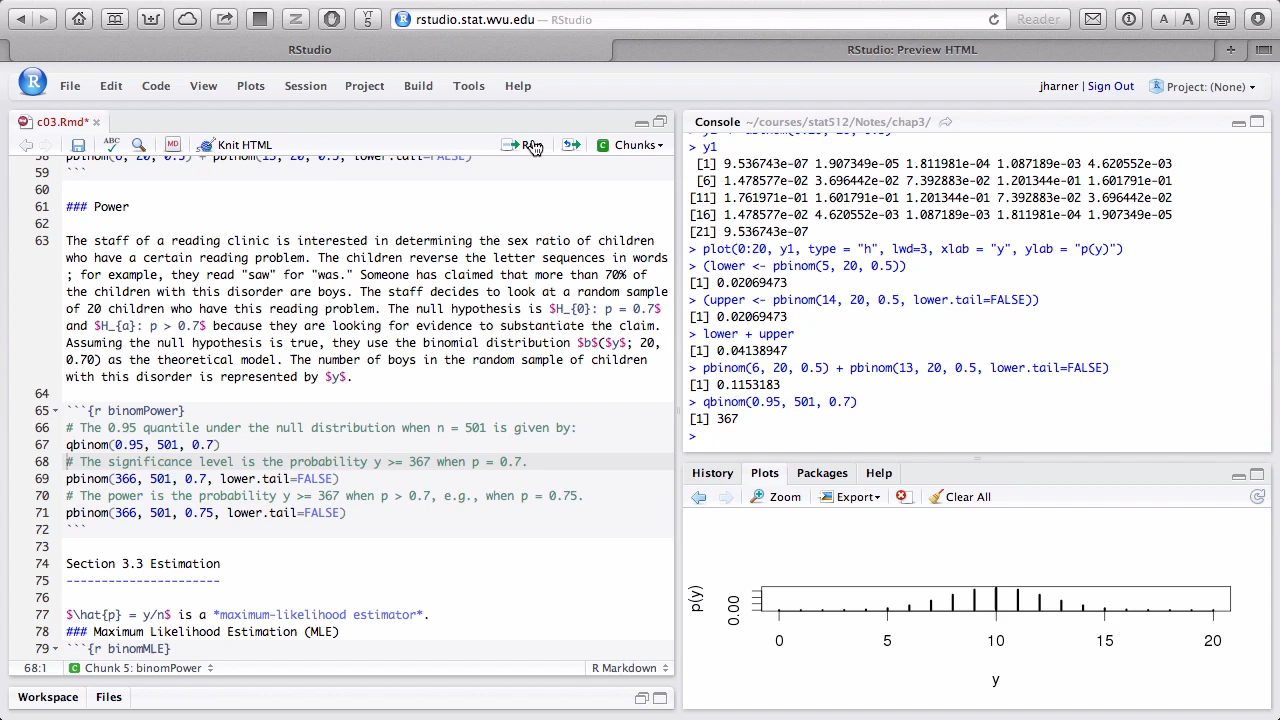 YT
5
rstudio.stat.wvu.edu — RStudio
Reader
A A
RStudio
RStudio: Preview HTML
R File Edit Code View Plots Session Project Build Tools Help
jharner | Sign Out
Project: (None)
c03.Rmd*
ABC
MD
Knit HTML
Chunks
58 pbinom(6, 20, 0.5) + pbinom(13, 20, 0.5, lower.tail=FALSE)
59 ```
60
61 ### Power
62
63 The staff of a reading clinic is interested in determining the sex ratio of children
who have a certain reading problem. The children reverse the letter sequences in words
; for example, they read "saw" for "was." Someone has claimed that more than 70% of
the children with this disorder are boys. The staff decides to look at a random sample
of 20 children who have this reading problem. The null hypothesis is $H_{0}: p = 0.7$
and $H_{a}: p > 0.7$ because they are looking for evidence to substantiate the claim.
Assuming the null hypothesis is true, they use the binomial distribution $b$($y$; 20,
0.70) as the theoretical model. The number of boys in the random sample of children
with this disorder is represented by $y$.
64
65 ```{r binomPower}
66 # The 0.95 quantile under the null distribution when n = 501 is given by:
67 qbinom(0.95, 501, 0.7)
68 # The significance level is the probability y >= 367 when p = 0.7.
69 pbinom(366, 501, 0.7, lower.tail=FALSE)
70 # The power is the probability y >= 367 when p > 0.7, e.g., when p = 0.75.
71 pbinom(366, 501, 0.75, lower.tail=FALSE)
72 ```
73
74 Section 3.3 Estimation
75 ----------------------
76
77 $\hat{p} = y/n$ is a *maximum-likelihood estimator*.
78 ### Maximum Likelihood Estimation (MLE)
79 ```{r binomMLE}
68:1 C Chunk 5: binomPower
R Markdown
Workspace Files
Console ~/courses/stat512/Notes/chap3/
> y1
[1] 9.536743e-07 1.907349e-05 1.811981e-04 1.087189e-03 4.620552e-03
[6] 1.478577e-02 3.696442e-02 7.392883e-02 1.201344e-01 1.601791e-01
[11] 1.761971e-01 1.601791e-01 1.201344e-01 7.392883e-02 3.696442e-02
[16] 1.478577e-02 4.620552e-03 1.087189e-03 1.811981e-04 1.907349e-05
[21] 9.536743e-07
> plot(0:20, y1, type = "h", lwd=3, xlab = "y", ylab = "p(y)")
> (lower <- pbinom(5, 20, 0.5))
[1] 0.02069473
> (upper <- pbinom(14, 20, 0.5, lower.tail=FALSE))
[1] 0.02069473
> lower + upper
[1] 0.04138947
> pbinom(6, 20, 0.5) + pbinom(13, 20, 0.5, lower.tail=FALSE)
[1] 0.1153183
> qbinom(0.95, 501, 0.7)
[1] 367
>
History Plots Packages Help
Zoom Export Clear All
p(y)
0.00
0 5 10 15 20
y